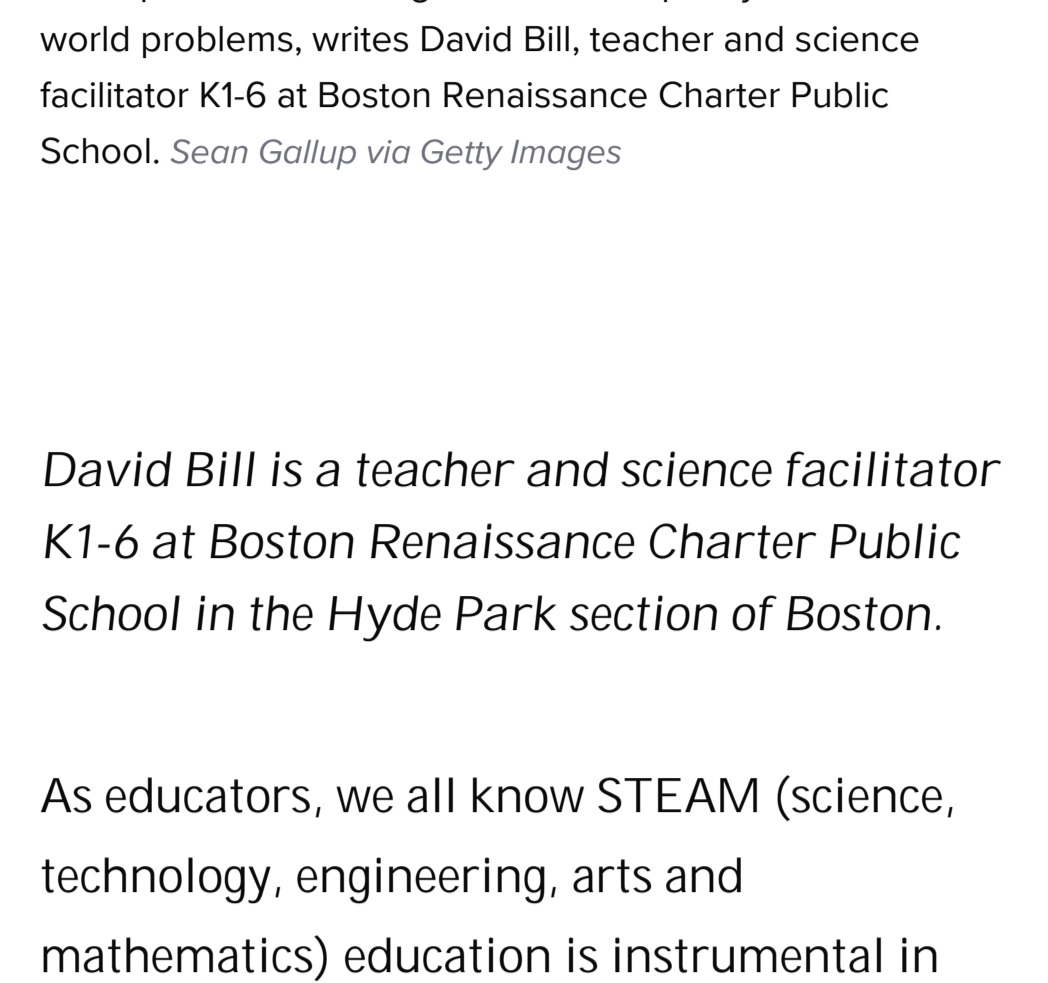 world problems, writes David Bill, teacher and science
facilitator K1-6 at Boston Renaissance Charter Public
School. Sean Gallup via Getty Images
David Bill is a teacher and science facilitator
K1-6 at Boston Renaissance Charter Public
School in the Hyde Park section of Boston.
As educators, we all know STEAM (science,
technology, engineering, arts and
mathematics) education is instrumental in